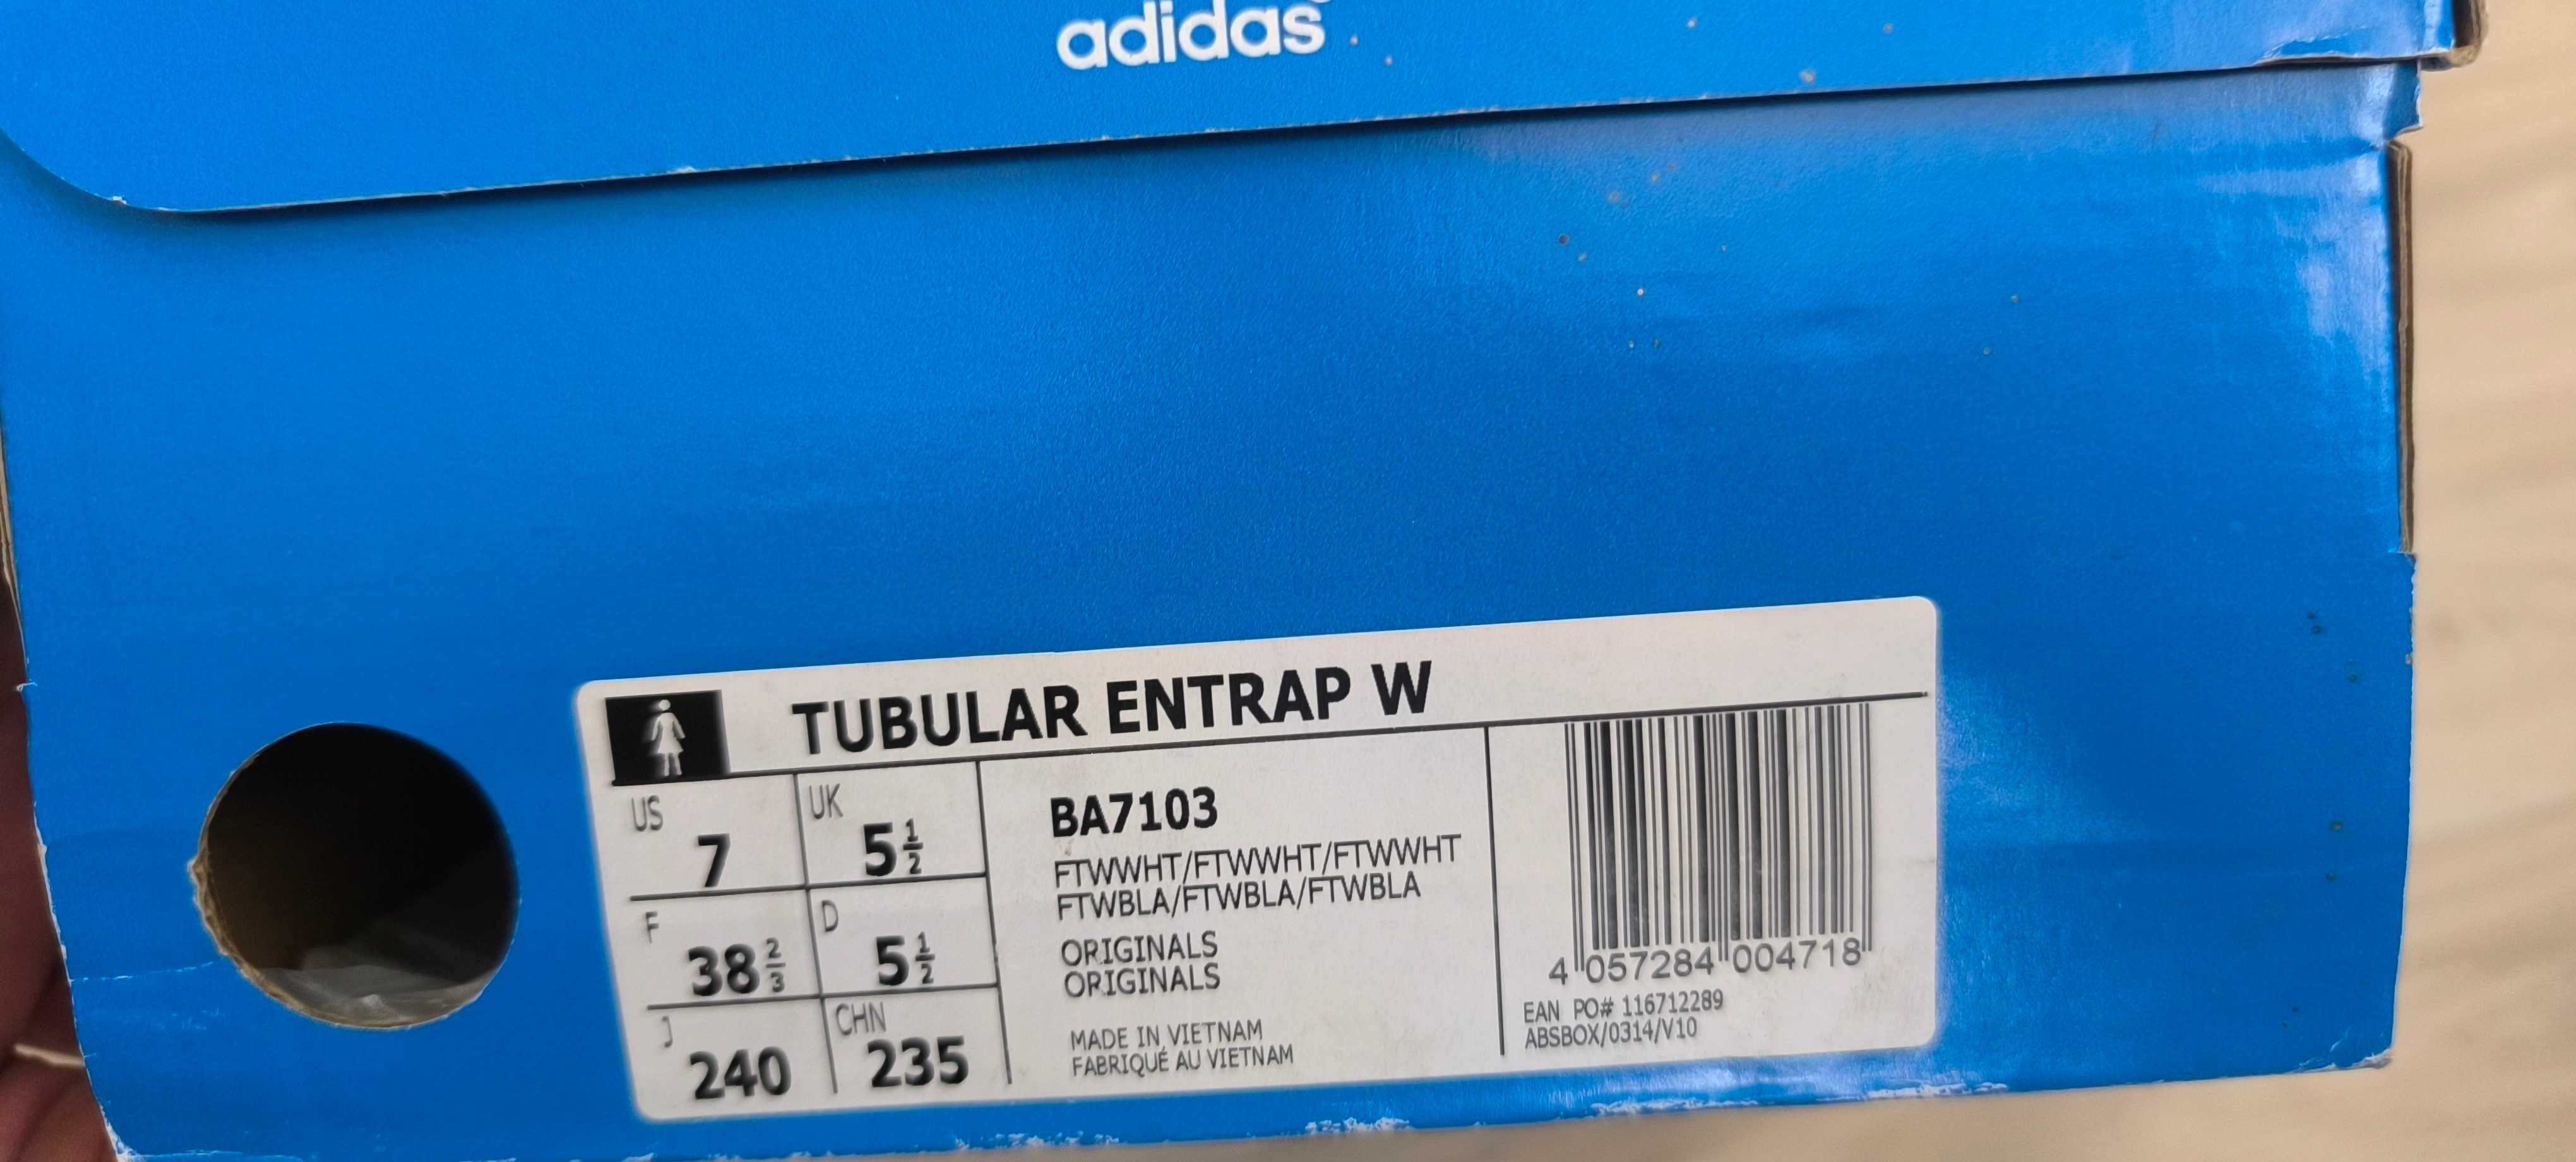 adidas
TUBULAR ENTRAP W
US 7 UK 5 1/2
F 38 2/3 D 5 1/2
J 240 CHN 235
BA7103
FTWWHT/FTWWHT/FTWWHT
FTWBLA/FTWBLA/FTWBLA
ORIGINALS
ORIGINALS
MADE IN VIETNAM
FABRIQUÉ AU VIETNAM
4 057284 004718
EAN PO# 116712289
ABSBOX/0314/V10